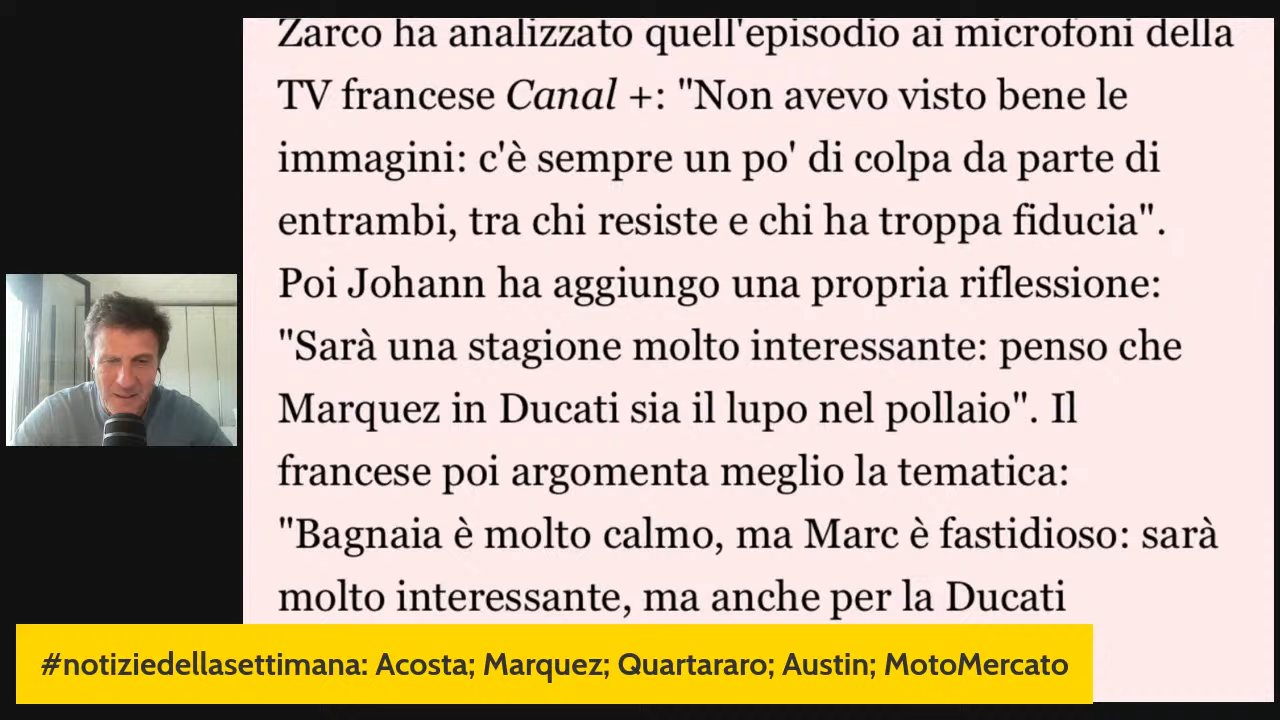 Zarco ha analizzato quell'episodio ai microfoni della
TV francese Canal +: "Non avevo visto bene le
immagini: c'è sempre un po' di colpa da parte di
entrambi, tra chi resiste e chi ha troppa fiducia".
Poi Johann ha aggiungo una propria riflessione:
"Sarà una stagione molto interessante: penso che
Marquez in Ducati sia il lupo nel pollaio". Il
francese poi argomenta meglio la tematica:
"Bagnaia è molto calmo, ma Marc è fastidioso: sarà
molto interessante, ma anche per la Ducati
#notiziedellasettimana: Acosta; Marquez; Quartararo; Austin; MotoMercato